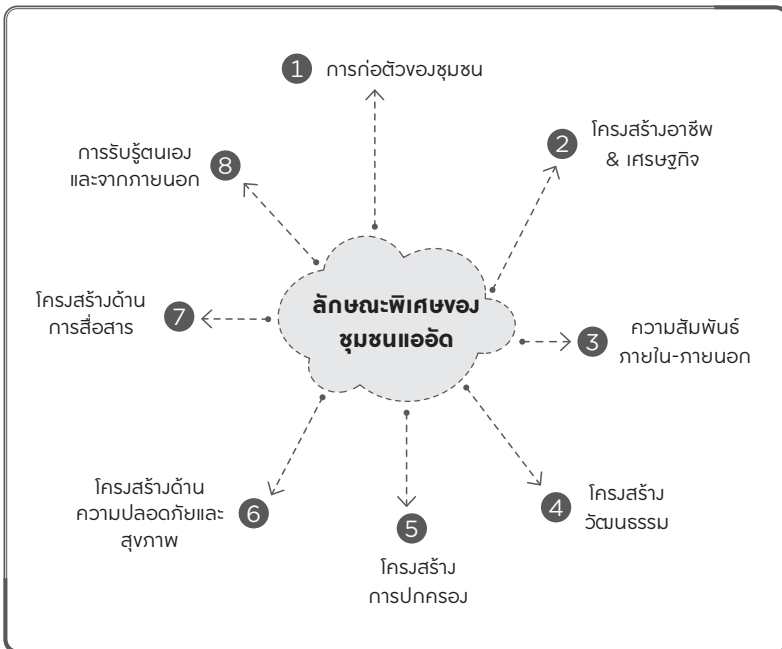 1 การก่อตัวของชุมชน
2 โครงสร้างอาชีพ
& เศรษฐกิจ
3 ความสัมพันธ์
ภายใน-ภายนอก
4 โครงสร้าง
วัฒนธรรม
5
โครงสร้าง
การปกครอง
6 โครงสร้างด้าน
ความปลอดภัยและ
สุขภาพ
7 โครงสร้างด้าน
การสื่อสาร
8 การรับรู้ตนเอง
และจากภายนอก
ลักษณะพิเศษของ
ชุมชนแออัด